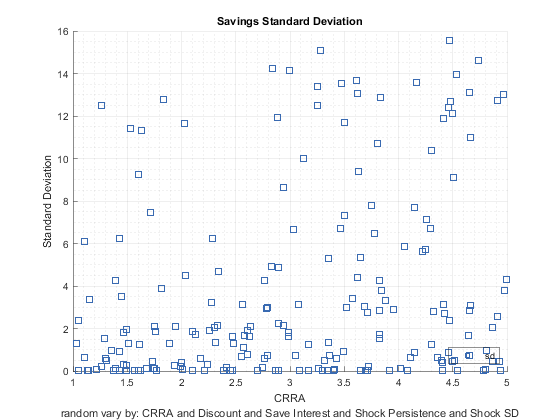 Savings Standard Deviation
16
14
12
10
8
6
4
2
0
Standard Deviation
sd
1 1.5 2 2.5 3 3.5 4 4.5 5
CRRA
random vary by: CRRA and Discount and Save Interest and Shock Persistence and Shock SD